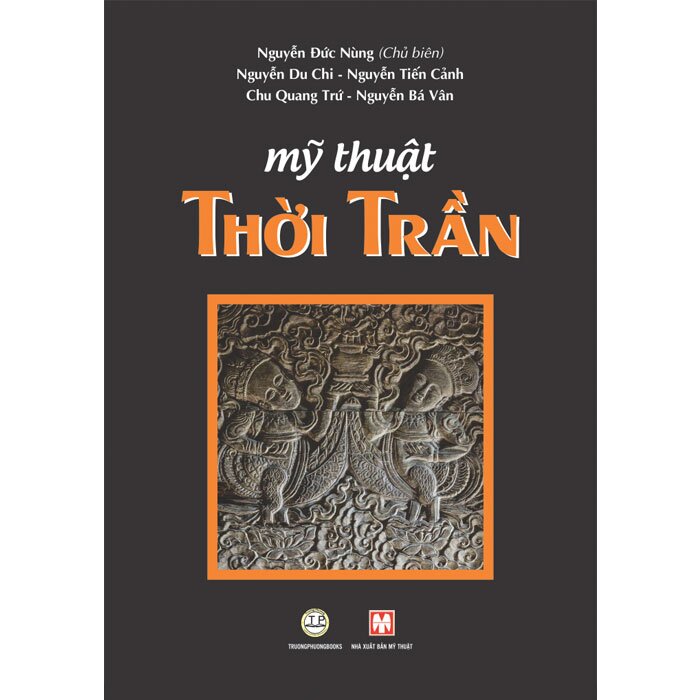 Nguyễn Đức Nùng (Chủ biên)
Nguyễn Du Chi - Nguyễn Tiến Cảnh
Chu Quang Trứ - Nguyễn Bá Vân
mỹ thuật
THỜI TRẦN
T.P
TRUONGPHUONGBOOKS
NHÀ XUẤT BẢN MỸ THUẬT